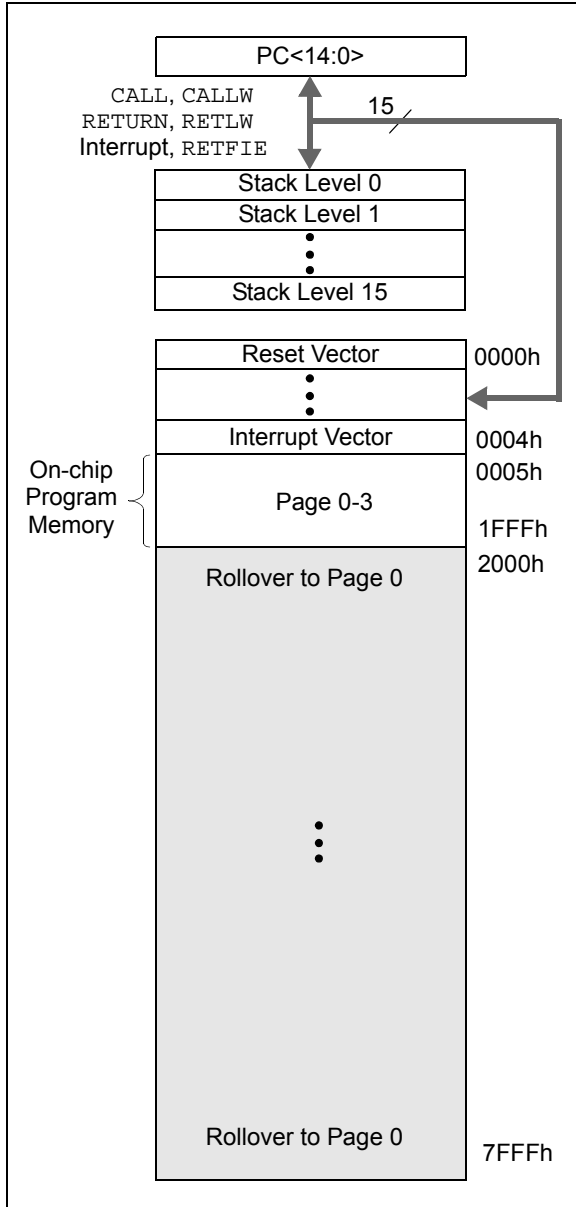 PC<14:0>
CALL, CALLW
RETURN, RETLW
Interrupt, RETFIE
15
Stack Level 0
Stack Level 1
Stack Level 15
Reset Vector
0000h
Interrupt Vector
0004h
On-chip
Program
Memory
Page 0-3
0005h
1FFFh
Rollover to Page 0
2000h
Rollover to Page 0
7FFFh